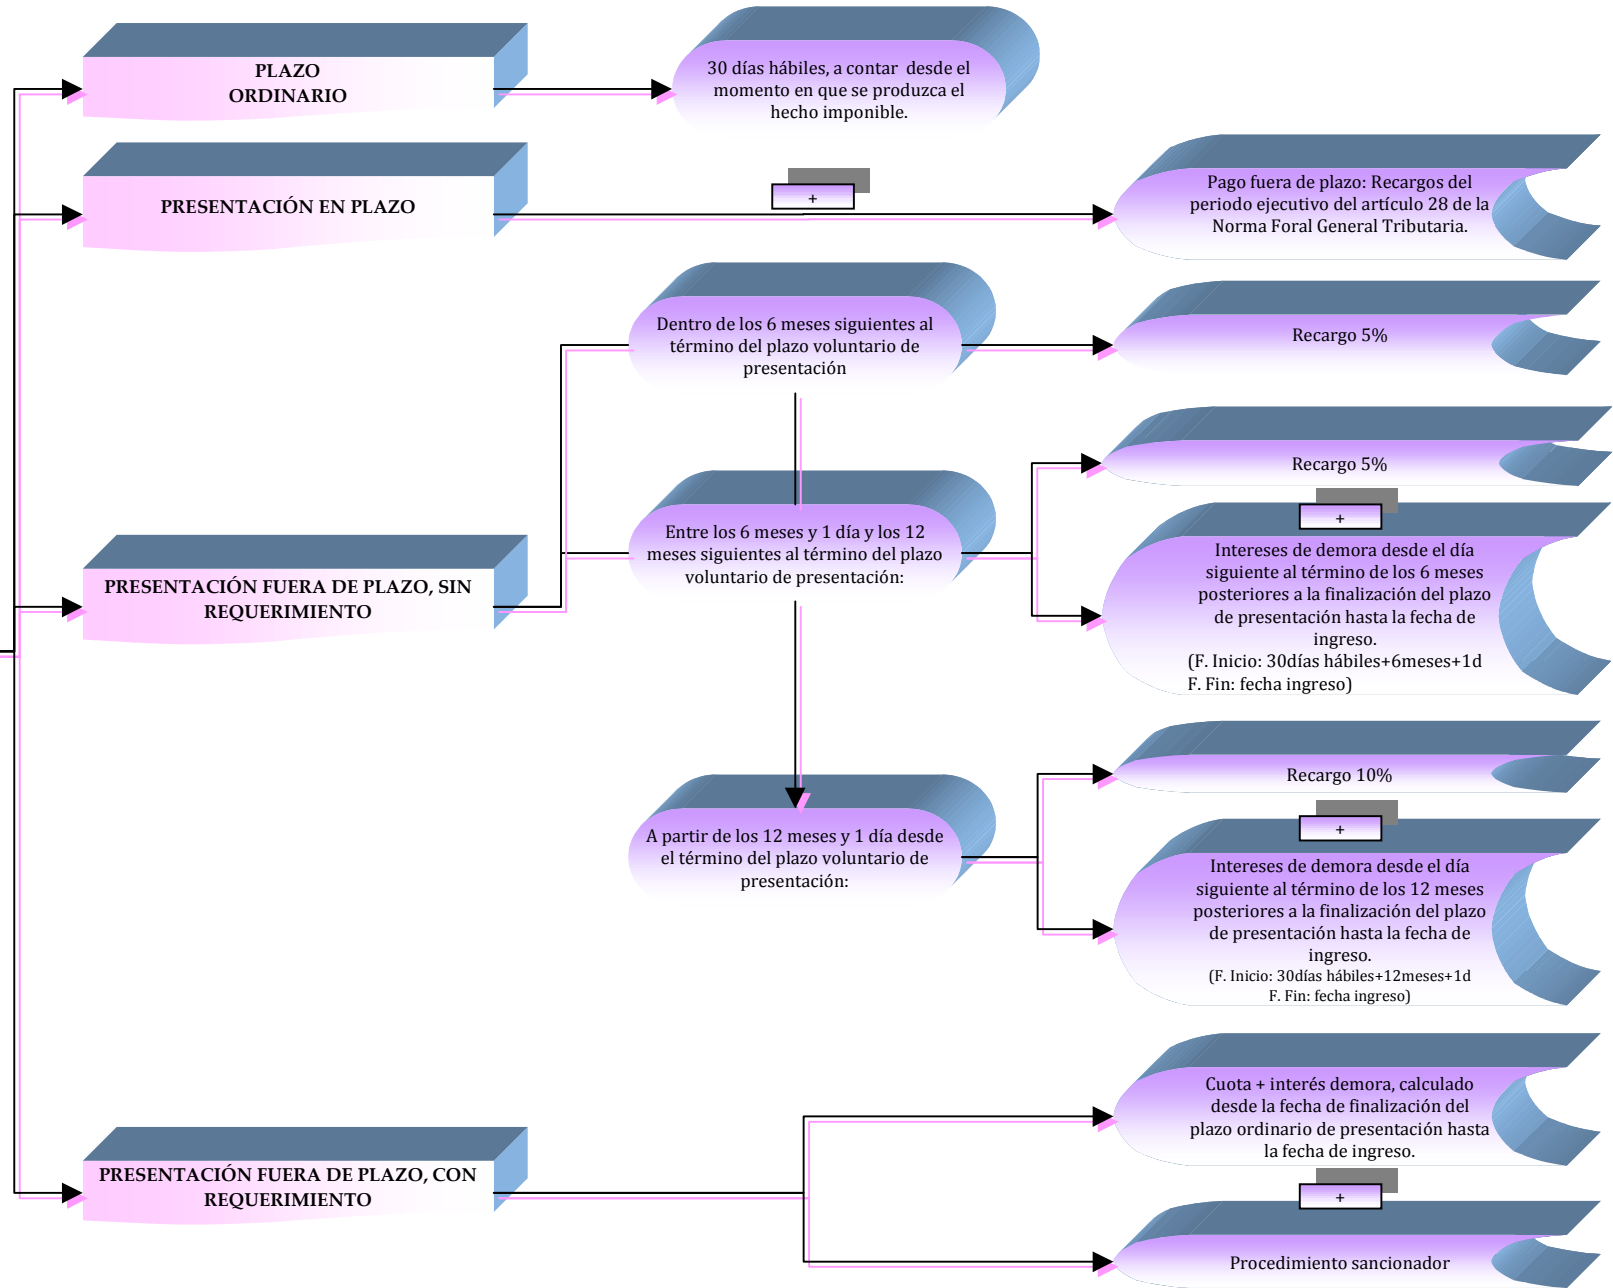 PLAZO
ORDINARIO
30 días hábiles, a contar desde el
momento en que se produzca el
hecho imponible.
PRESENTACIÓN EN PLAZO
+
Pago fuera de plazo: Recargos del
periodo ejecutivo del artículo 28 de la
Norma Foral General Tributaria.
PRESENTACIÓN FUERA DE PLAZO, SIN
REQUERIMIENTO
Dentro de los 6 meses siguientes al
término del plazo voluntario de
presentación
Recargo 5%
Entre los 6 meses y 1 día y los 12
meses siguientes al término del plazo
voluntario de presentación:
Recargo 5%
+
Intereses de demora desde el día
siguiente al término de los 6 meses
posteriores a la finalización del plazo
de presentación hasta la fecha de
ingreso.
(F. Inicio: 30días hábiles+6meses+1d
F. Fin: fecha ingreso)
A partir de los 12 meses y 1 día desde
el término del plazo voluntario de
presentación:
Recargo 10%
+
Intereses de demora desde el día
siguiente al término de los 12 meses
posteriores a la finalización del plazo
de presentación hasta la fecha de
ingreso.
(F. Inicio: 30días hábiles+12meses+1d
F. Fin: fecha ingreso)
PRESENTACIÓN FUERA DE PLAZO, CON
REQUERIMIENTO
Cuota + interés demora, calculado
desde la fecha de finalización del
plazo ordinario de presentación hasta
la fecha de ingreso.
+
Procedimiento sancionador